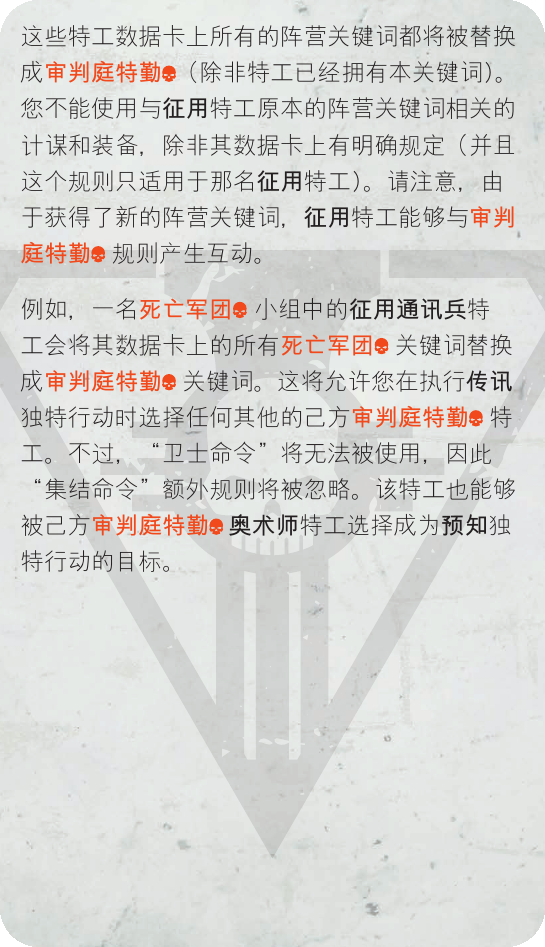 这些特工数据卡上所有的阵营关键词都将被替换
成审判庭特勤（除非特工已经拥有本关键词）。
您不能使用与征用特工原本的阵营关键词相关的
计谋和装备，除非其数据卡上有明确规定（并且
这个规则只适用于那名征用特工）。请注意，由
于获得了新的阵营关键词，征用特工能够与审判
庭特勤 规则产生互动。
例如，一名死亡军团 小组中的征用通讯兵特
工会将其数据卡上的所有死亡军团 关键词替换
成审判庭特勤 关键词。这将允许您在执行传讯
独特行动时选择任何其他的己方审判庭特勤 特
工。不过，“卫士命令”将无法被使用，因此
“集结命令”额外规则将被忽略。该特工也能够
被己方审判庭特勤 奥术师特工选择成为预知独
特行动的目标。